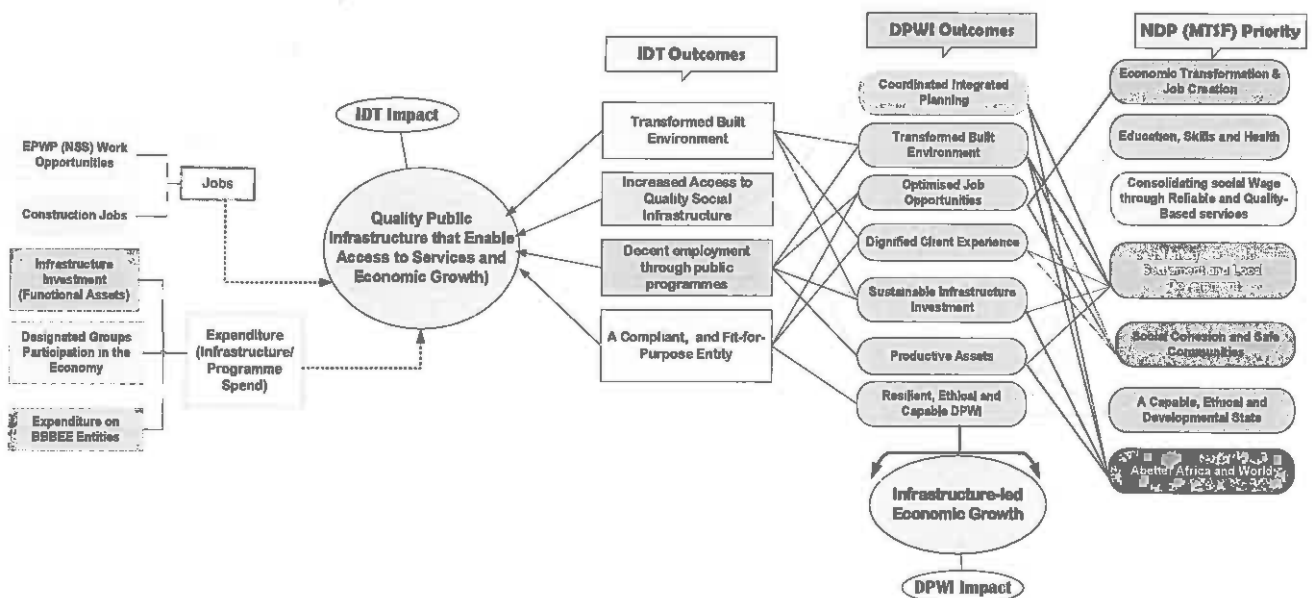 IDT Impact
EPWP (NSS) Work
Opportunities
Jobs
Construction Jobs
Infrastructure
Investment
(Functional Assets)
Designated Groups
Participation in the
Economy
Expenditure
(Infrastructure/
Programme
Spend)
Expenditure on
BBBEE Entities
Quality Public
Infrastructure that Enable
Access to Services and
Economic Growth)
IDT Outcomes
Transformed Built
Environment
Increased Access to
Quality Social
Infrastructure
Decent employment
through public
programmes
A Compliant, and Fit-for-
Purpose Entity
DPWI Outcomes
Coordinated Integrated
Planning
Transformed Built
Environment
Optimised Job
Opportunities
Dignified Client Experience
Sustainable Infrastructure
Investment
Productive Assets
Resilient, Ethical and
Capable DPWI
Infrastructure-led
Economic Growth
DPWI Impact
NDP (MTSF) Priority
Economic Transformation &
Job Creation
Education, Skills and Health
Consolidating social Wage
through Reliable and Quality-
Based services
and Local
Social Cohesion and Safe
Communities
A Capable, Ethical and
Developmental State
Abetter Africa and World